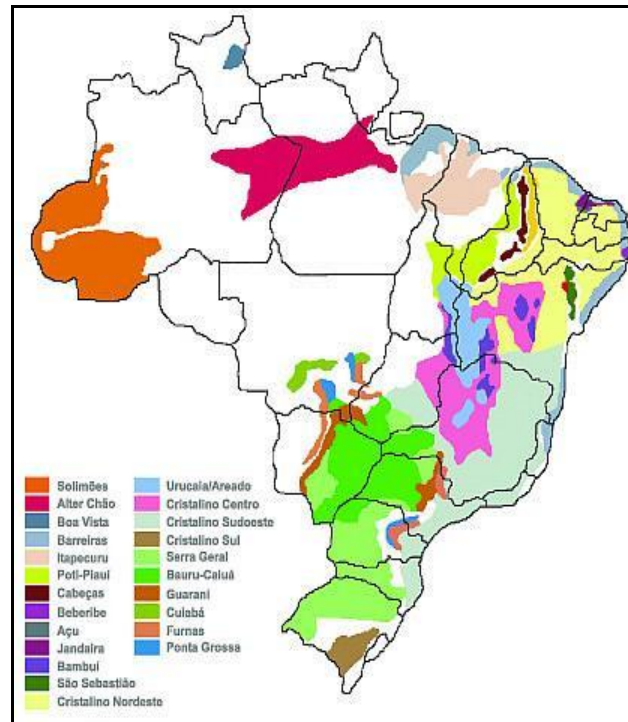 Solimões
Alter Chão
Boa Vista
Barreiras
Itapecuru
Poti-Piauí
Cabeças
Beberibe
Açu
Jandaíra
Bambuí
São Sebastião
Cristalino Nordeste
Urucaia/Areado
Cristalino Centro
Cristalino Sudoeste
Cristalino Sul
Serra Geral
Bauru-Caiuá
Guarani
Cuiabá
Furnas
Ponta Grossa